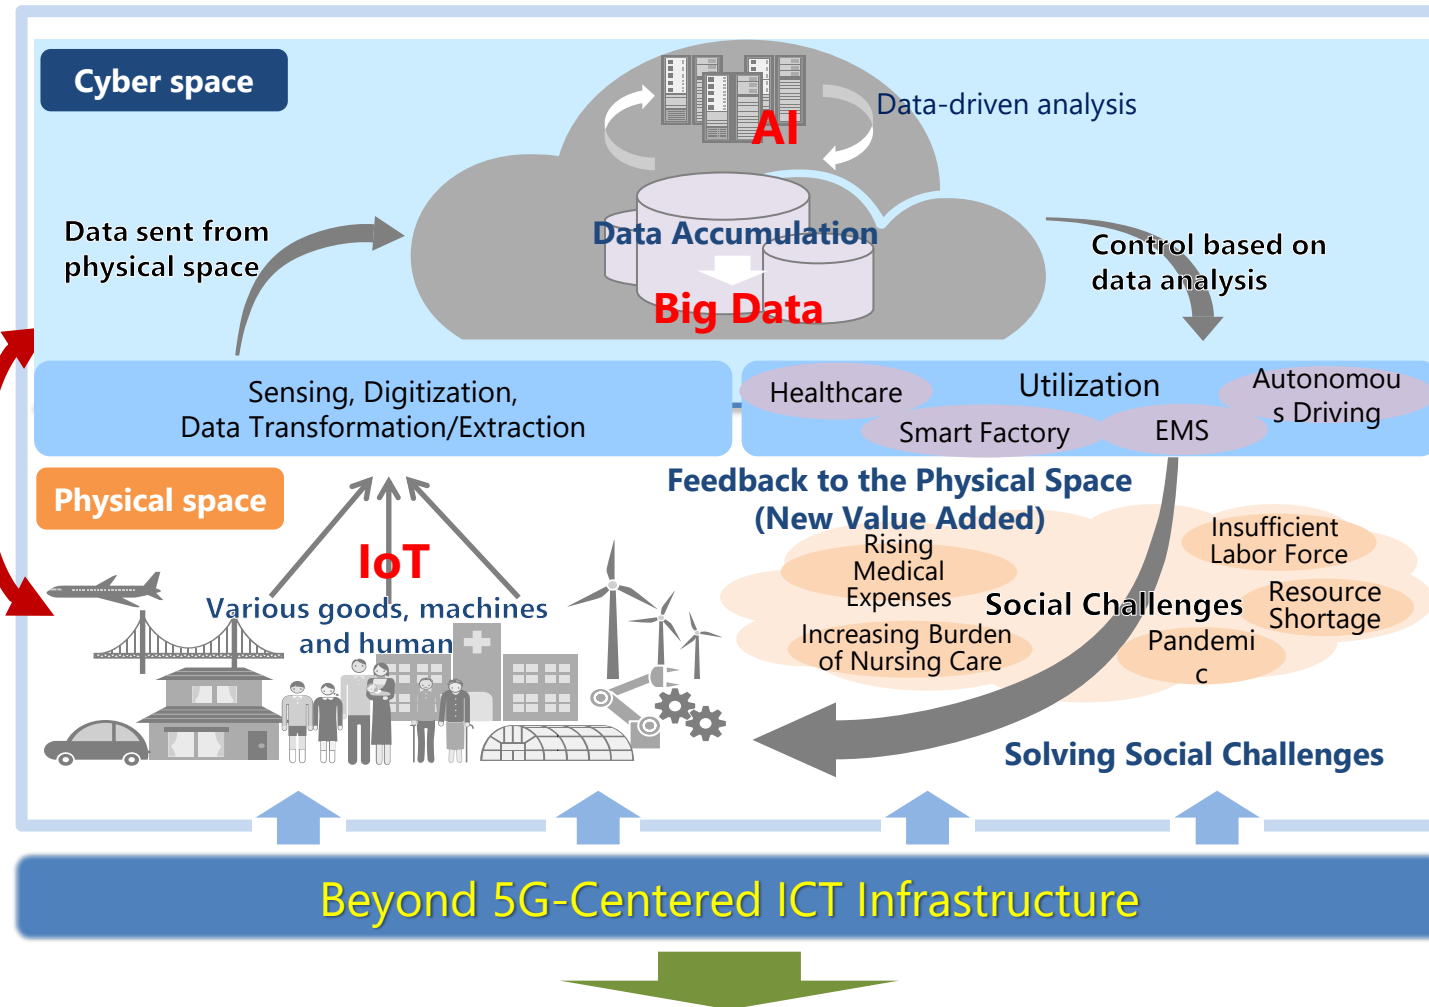 Cyber space
AI
Data-driven analysis
Data sent from
physical space
Data Accumulation
Big Data
Control based on
data analysis
Sensing, Digitization,
Data Transformation/Extraction
Healthcare
Utilization
Autonomou
s Driving
Smart Factory
EMS
Physical space
Feedback to the Physical Space
(New Value Added)
IoT
Various goods, machines
and human
Rising
Medical
Expenses
Insufficient
Labor Force
Social Challenges
Resource
Shortage
Increasing Burden
of Nursing Care
Pandemi
c
Solving Social Challenges
Beyond 5G-Centered ICT Infrastructure